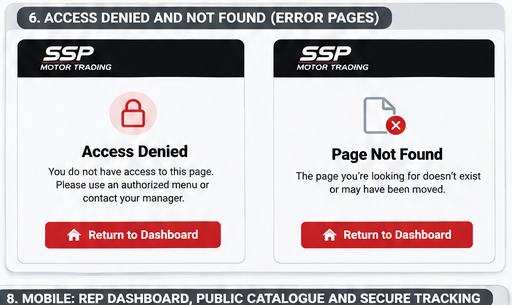 6. ACCESS DENIED AND NOT FOUND (ERROR PAGES)
SSP
MOTOR TRADING
Access Denied
You do not have access to this page.
Please use an authorized menu or
contact your manager.
Return to Dashboard
SSP
MOTOR TRADING
Page Not Found
The page you're looking for doesn't exist
or may have been moved.
Return to Dashboard
8. MOBILE: REP DASHBOARD, PUBLIC CATALOGUE AND SECURE TRACKING